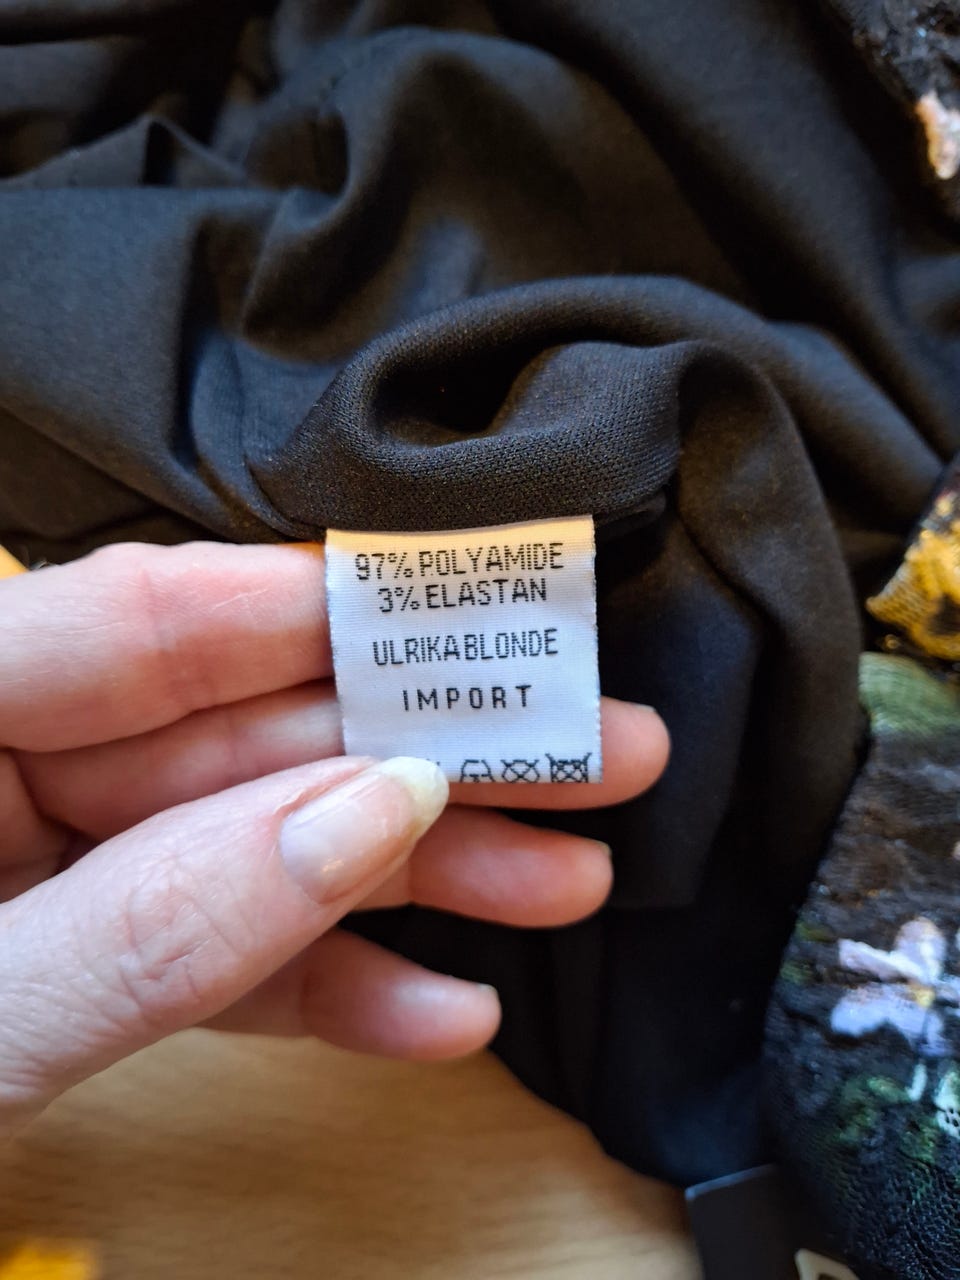 97% POLYAMIDE
3% ELASTAN
ULRIKA BLONDE
IMPORT